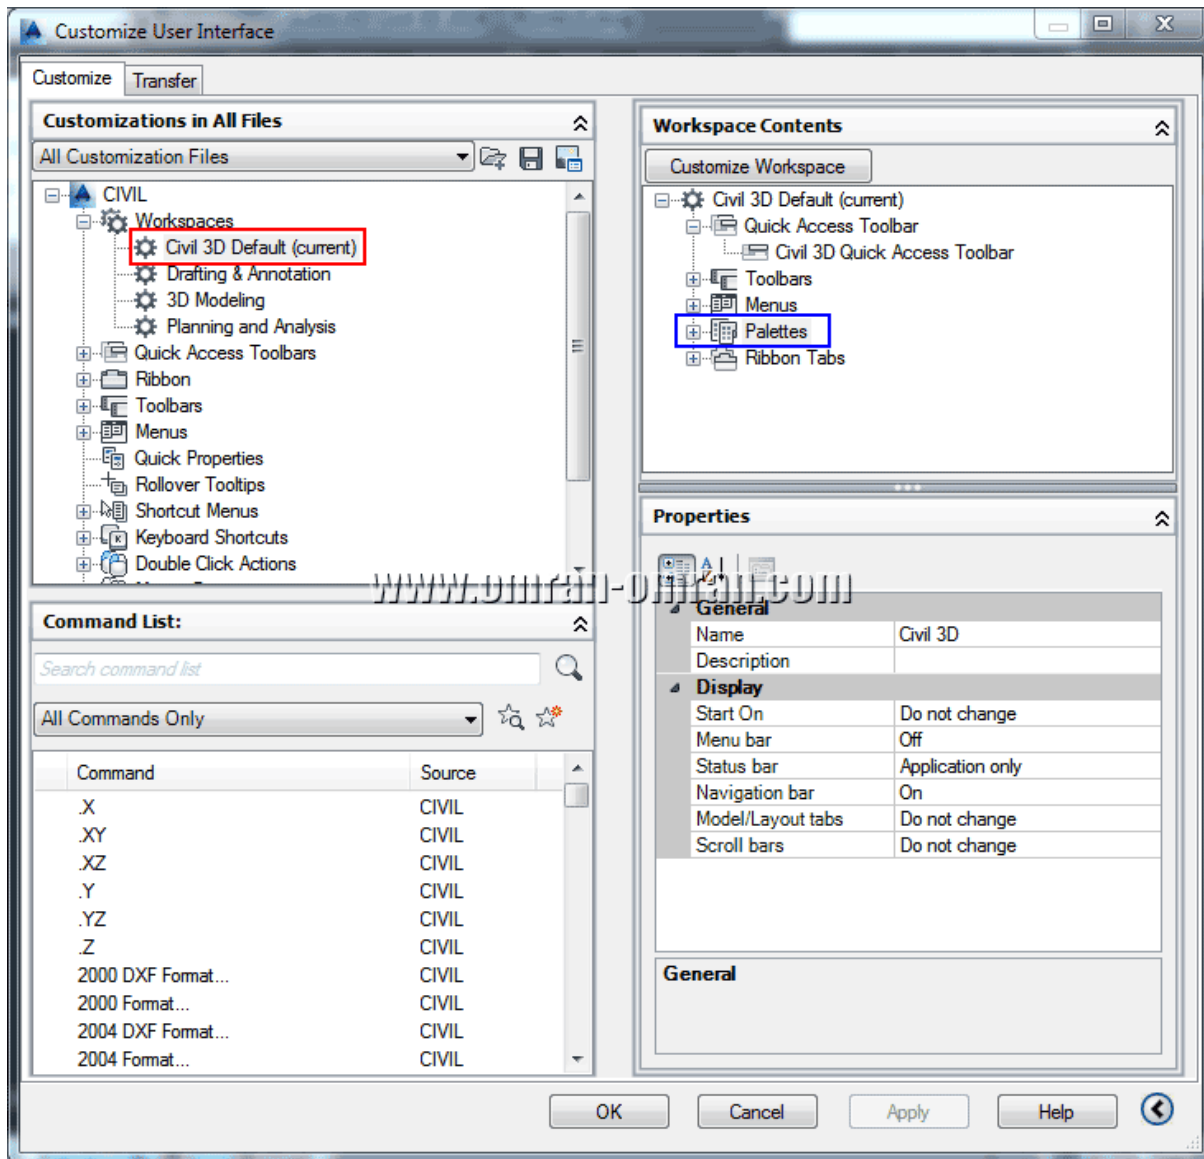 Customize User Interface
Customize
Transfer
Customizations in All Files
All Customization Files
CIVIL
Workspaces
Civil 3D Default (current)
Drafting & Annotation
3D Modeling
Planning and Analysis
Quick Access Toolbars
Ribbon
Toolbars
Menus
Quick Properties
Rollover Tooltips
Shortcut Menus
Keyboard Shortcuts
Double Click Actions
Command List:
Search command list
All Commands Only
Command Source
.X CIVIL
.XY CIVIL
.XZ CIVIL
.Y CIVIL
.YZ CIVIL
.Z CIVIL
2000 DXF Format... CIVIL
2000 Format... CIVIL
2004 DXF Format... CIVIL
2004 Format... CIVIL
Workspace Contents
Customize Workspace
Civil 3D Default (current)
Quick Access Toolbar
Civil 3D Quick Access Toolbar
Toolbars
Menus
Palettes
Ribbon Tabs
Properties
www.omran-omran.com
General
Name Civil 3D
Description
Display
Start On Do not change
Menu bar Off
Status bar Application only
Navigation bar On
Model/Layout tabs Do not change
Scroll bars Do not change
General
OK
Cancel
Apply
Help